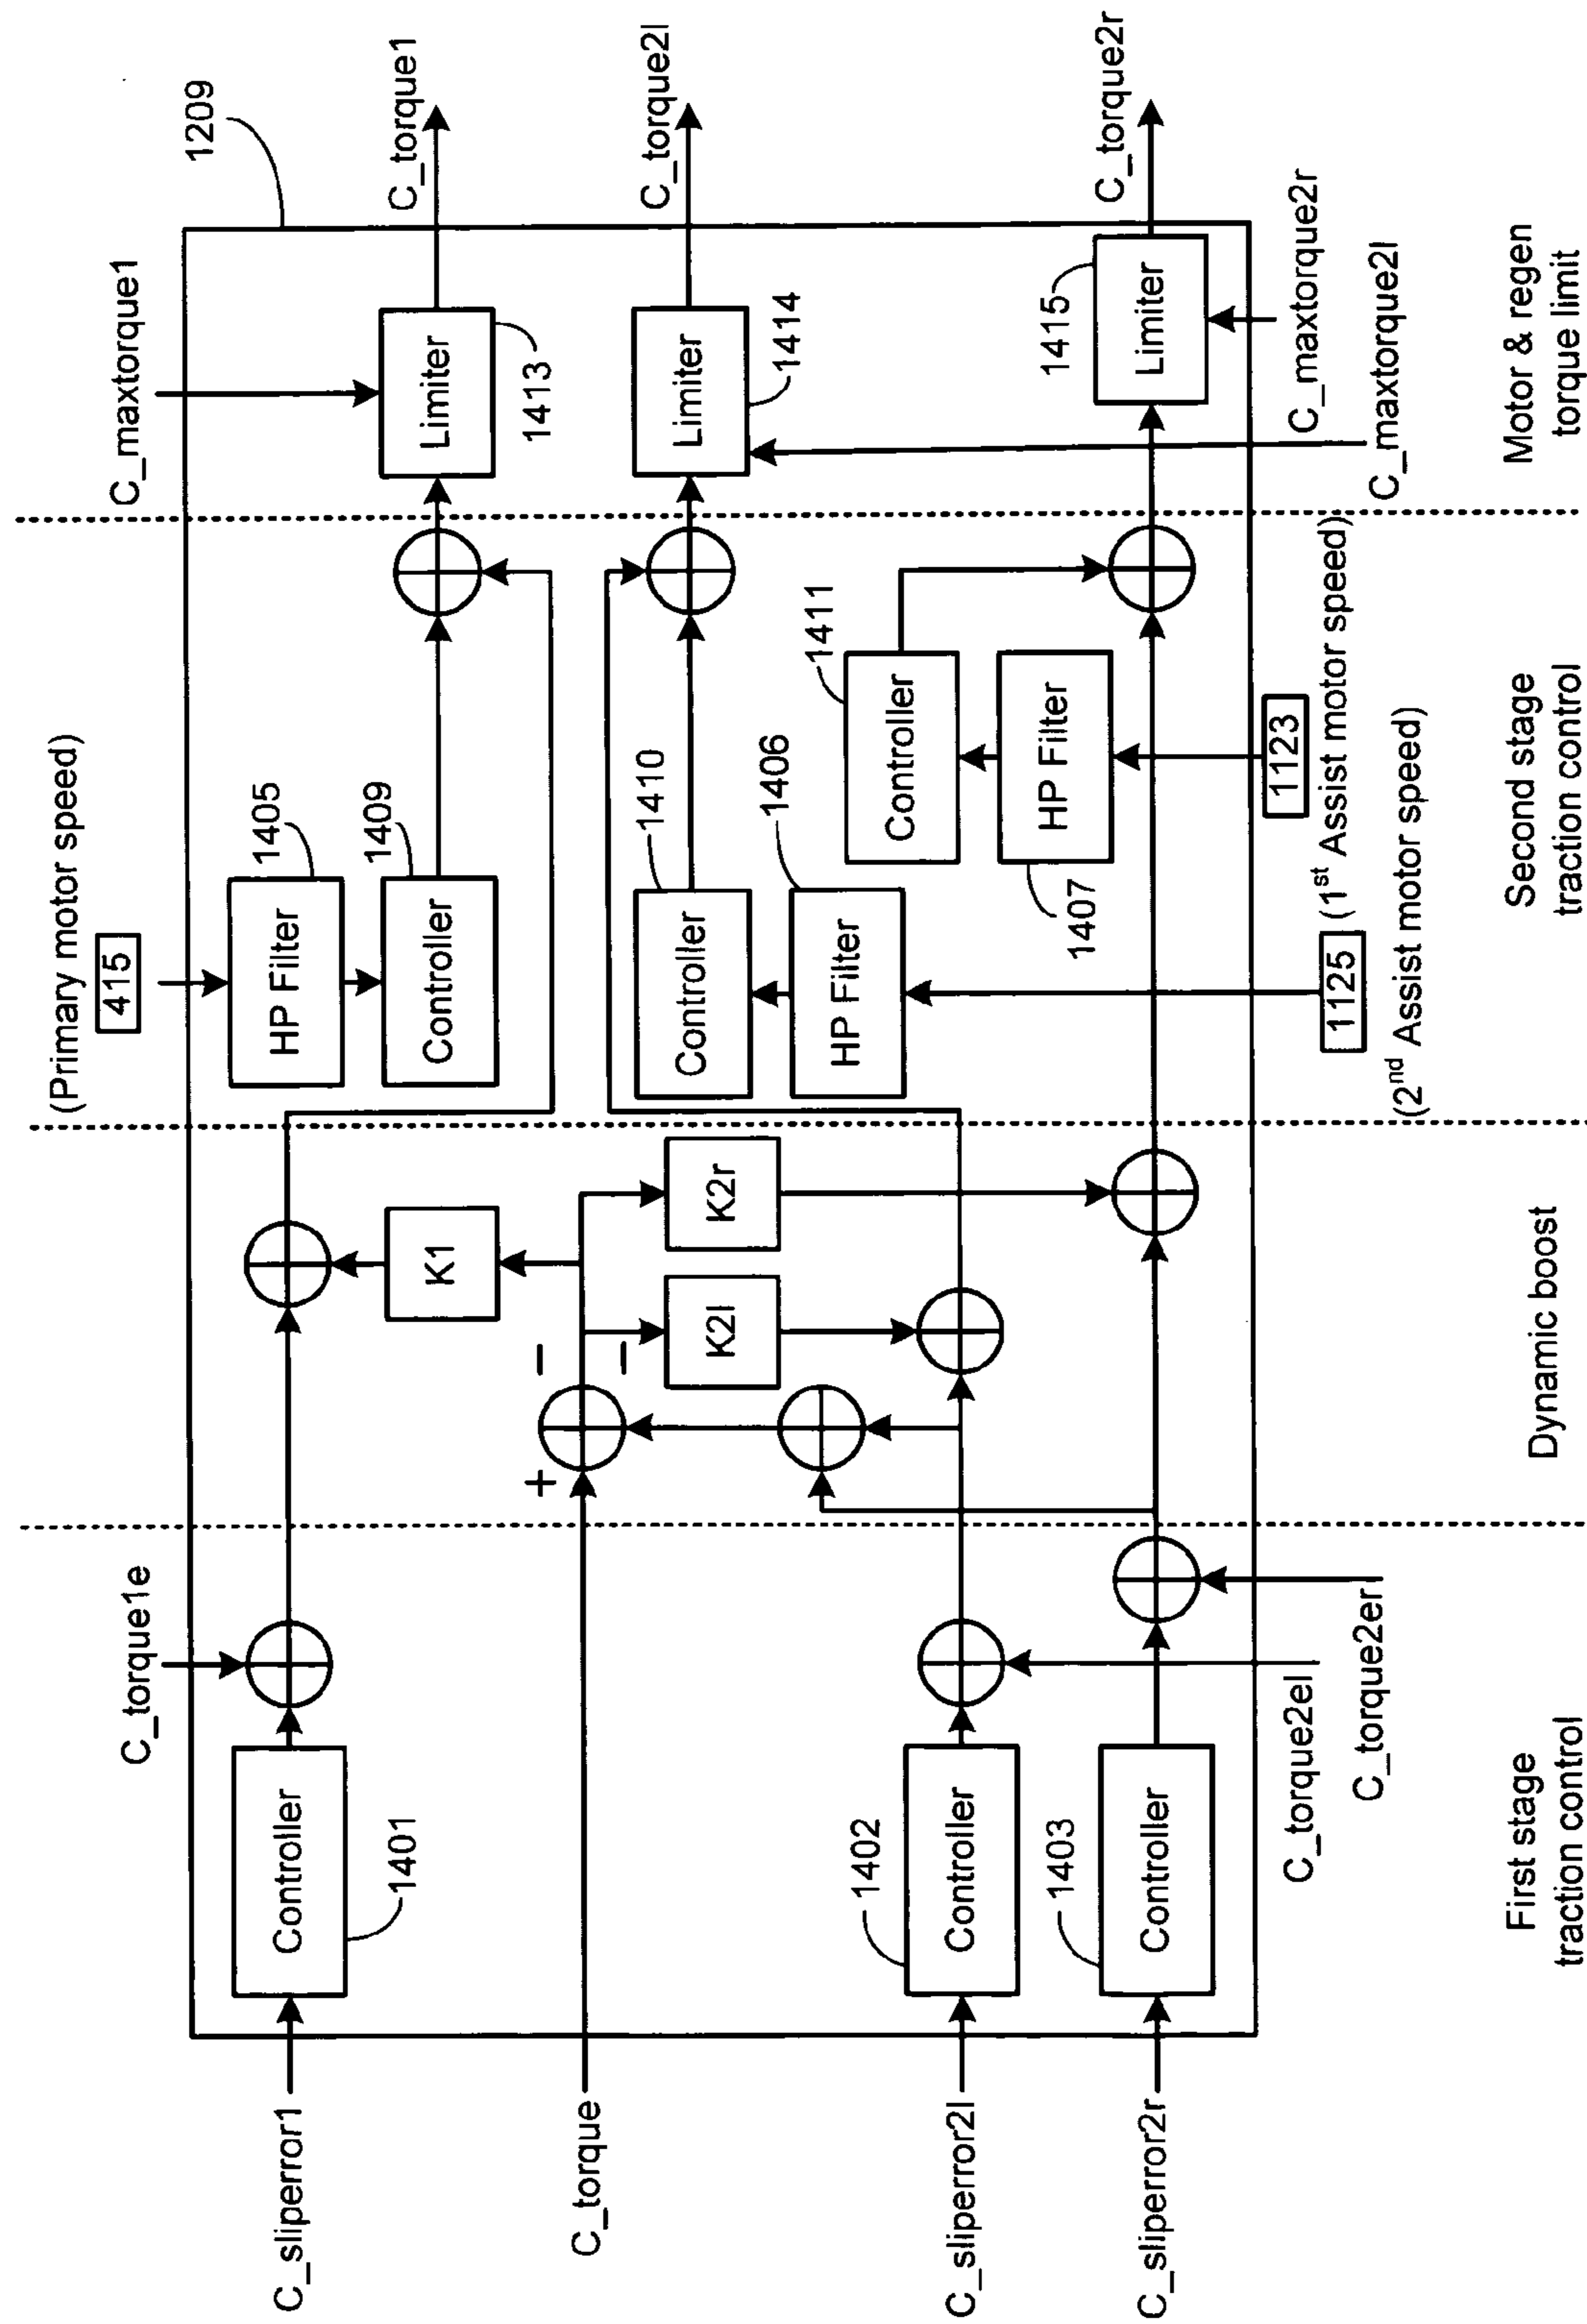 1209
C_maxtorque1
C_torque1
C_torque2l
C_torque2r
(Primary motor speed)
415
HP Filter
1405
Controller
1409
Limiter
1413
Limiter
1414
Limiter
1415
C_maxtorque2r
C_maxtorque2l
Controller
1410
HP Filter
1406
Controller
1411
HP Filter
1407
1123
(1st Assist motor speed)
1125
(2nd Assist motor speed)
K1
K2l
K2r
+
−
−
C_torque1e
C_sliperror1
Controller
1401
C_torque
C_sliperror2l
Controller
1402
C_sliperror2r
Controller
1403
C_torque2el
C_torque2er
First stage
traction control
Dynamic boost
Second stage
traction control
Motor & regen
torque limit